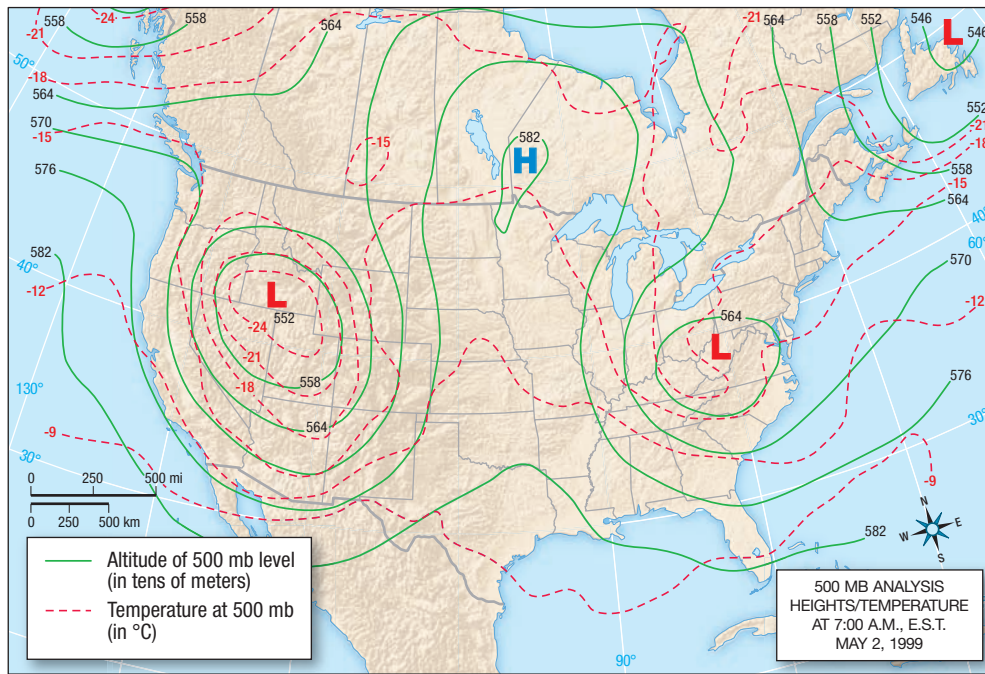 -24
558
558
564
-21
564
558
552
546
L
546
-21
50°
-18
564
570
-15
576
582
40°
-12
130°
-9
30°
-15
582
H
552
-21
-18
558
-15
564
40°
60°
570
-12
576
30°
-9
582
L
552
-24
-21
-18
558
564
564
L
0 250 500 mi
0 250 500 km
N
W E
S
90°
Altitude of 500 mb level
(in tens of meters)
Temperature at 500 mb
(in °C)
500 MB ANALYSIS
HEIGHTS/TEMPERATURE
AT 7:00 A.M., E.S.T.
MAY 2, 1999